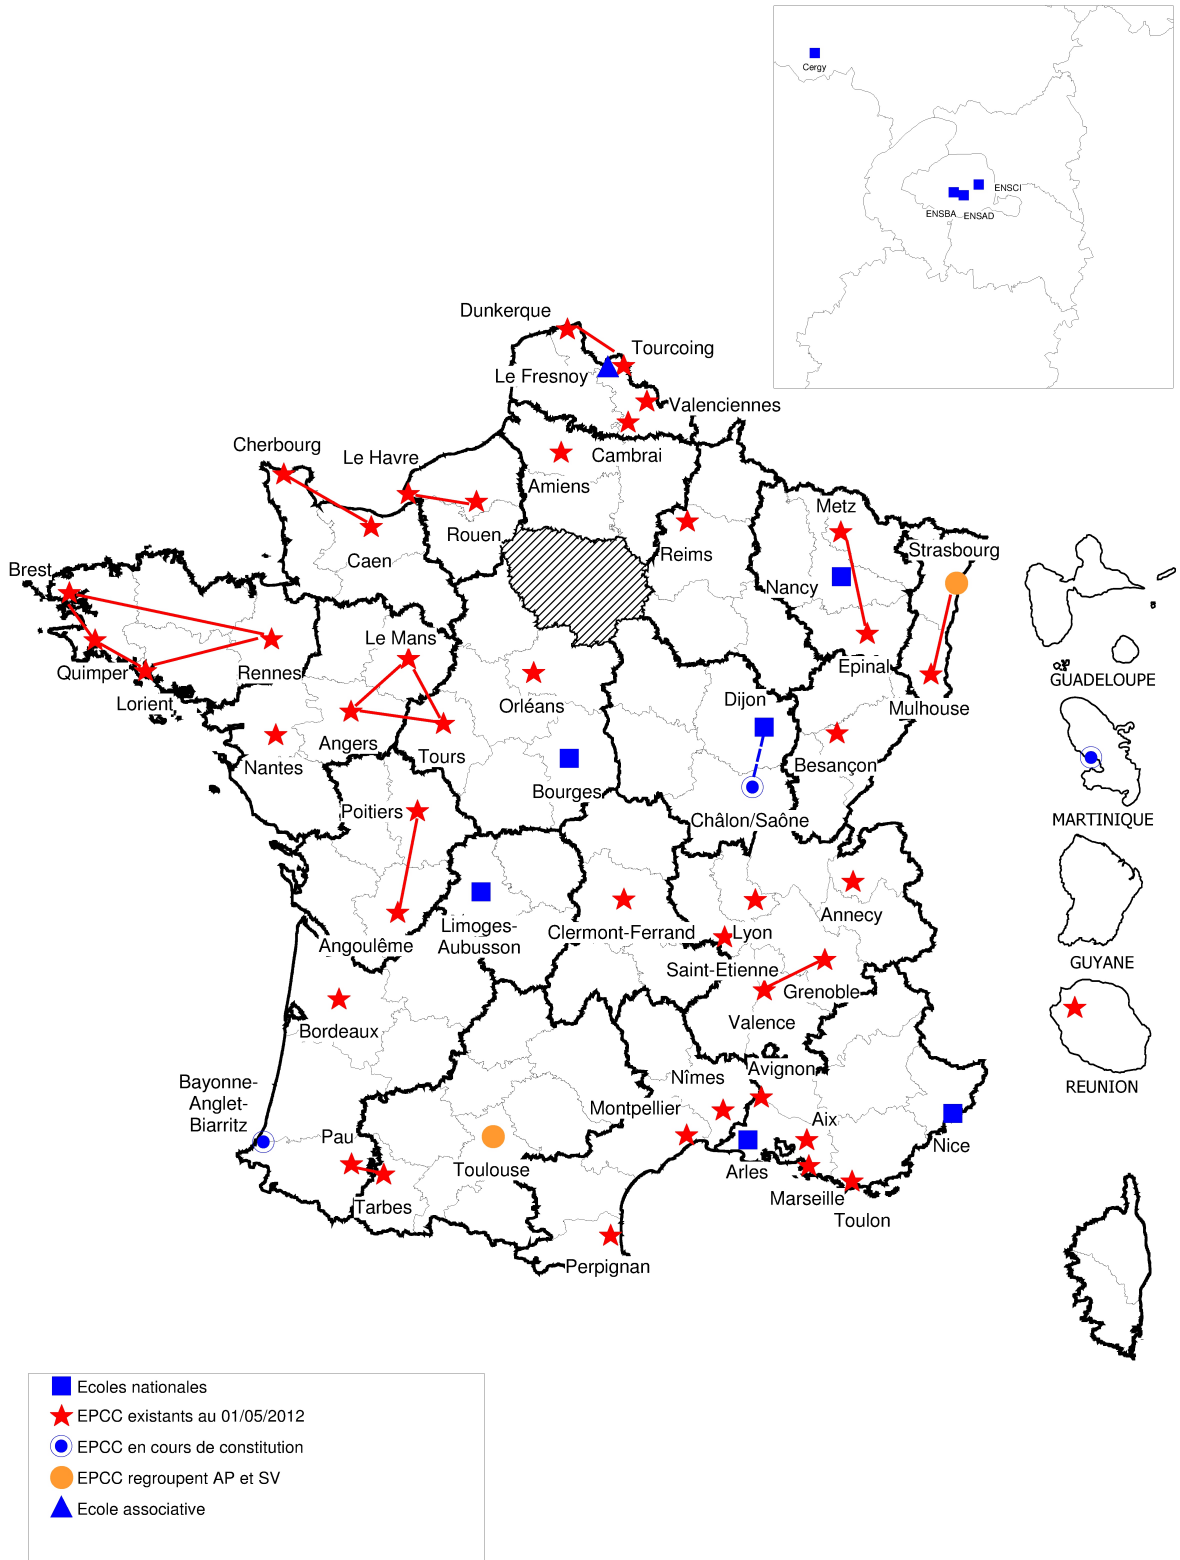 Cergy
ENSCI
ENSBA
ENSAD
Dunkerque
Tourcoing
Le Fresnoy
Valenciennes
Cherbourg
Le Havre
Cambrai
Amiens
Metz
Rouen
Reims
Strasbourg
Caen
Brest
Nancy
Le Mans
Epinal
Quimper
Rennes
GUADELOUPE
Lorient
Orléans
Dijon
Mulhouse
Angers
Tours
Nantes
Besançon
Bourges
Poitiers
Châlon/Saône
MARTINIQUE
Annecy
Limoges-
Aubusson
Angoulême
Clermont-Ferrand
Lyon
Saint-Etienne
GUYANE
Grenoble
Bordeaux
Valence
Avignon
Nîmes
REUNION
Bayonne-
Anglet-
Biarritz
Montpellier
Aix
Pau
Nice
Toulouse
Arles
Marseille
Tarbes
Toulon
Perpignan
Ecoles nationales
EPCC existants au 01/05/2012
EPCC en cours de constitution
EPCC regroupent AP et SV
Ecole associative